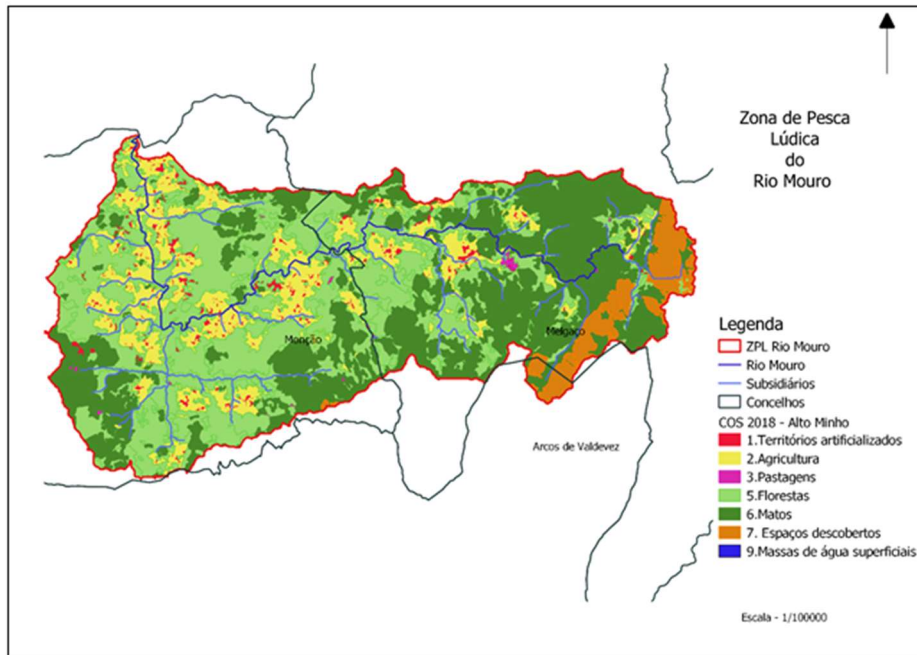 Zona de Pesca
Lúdica
do
Rio Mouro
Monção
Melgaço
Arcos de Valdevez
Legenda
ZPL Rio Mouro
Rio Mouro
Subsidiários
Concelhos
COS 2018 - Alto Minho
1.Territórios artificializados
2.Agricultura
3.Pastagens
5.Florestas
6.Matos
7. Espaços descobertos
9.Massas de água superficiais
Escala - 1/100000